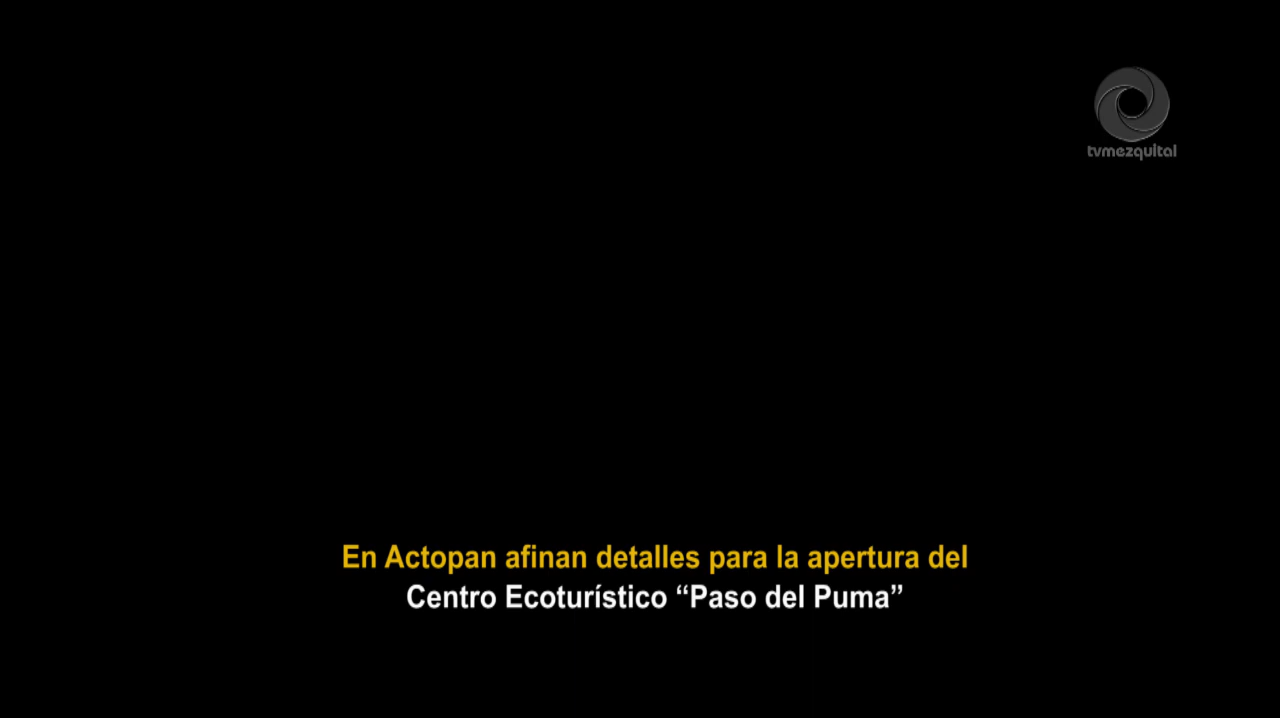 tvmezquital
En Actopan afinan detalles para la apertura del
Centro Ecoturístico “Paso del Puma”